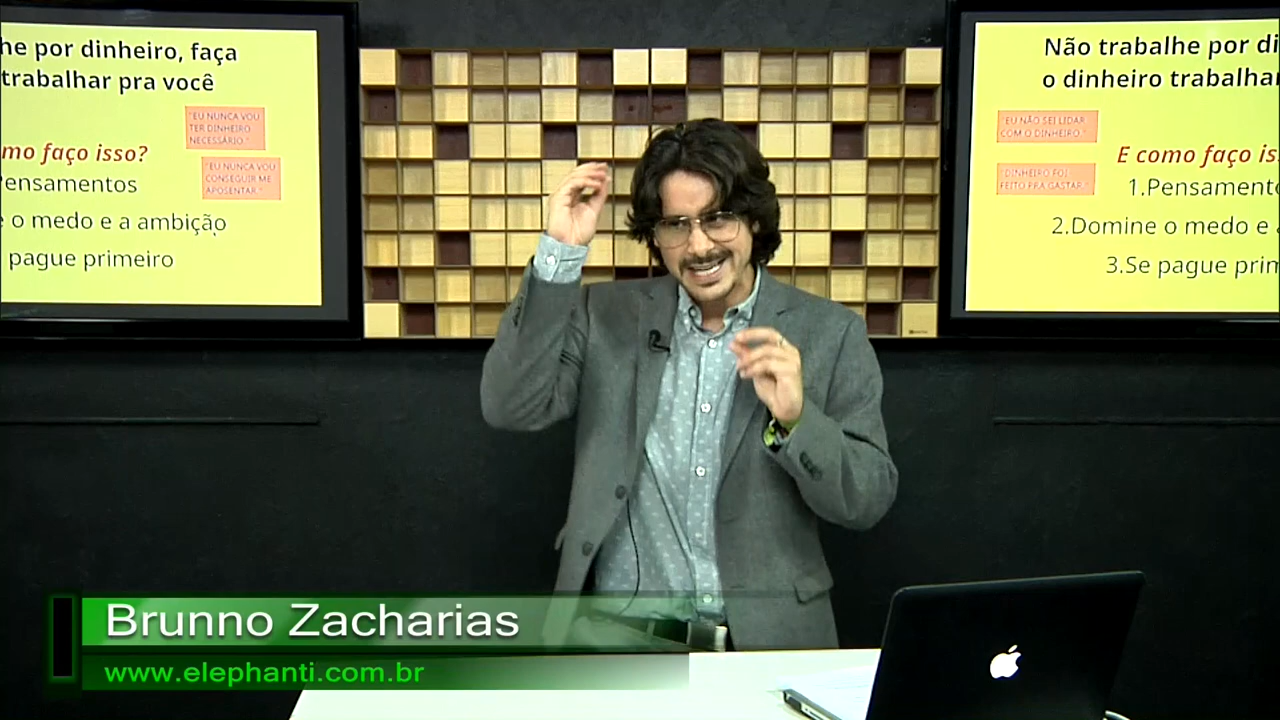 he por dinheiro, faça
trabalhar pra você
"EU NUNCA VOU
TER DINHEIRO
NECESSÁRIO."
mo faço isso?
"EU NUNCA VOU
CONSEGUIR ME
APOSENTAR."
Pensamentos
e o medo e a ambição
pague primeiro
Não trabalhe por di
o dinheiro trabalhar
"EU NÃO SEI LIDAR
COM O DINHEIRO."
E como faço is
"DINHEIRO FOI
FEITO PRA GASTAR."
1.Pensamento
2.Domine o medo e
3.Se pague prim
Brunno Zacharias
www.elephanti.com.br